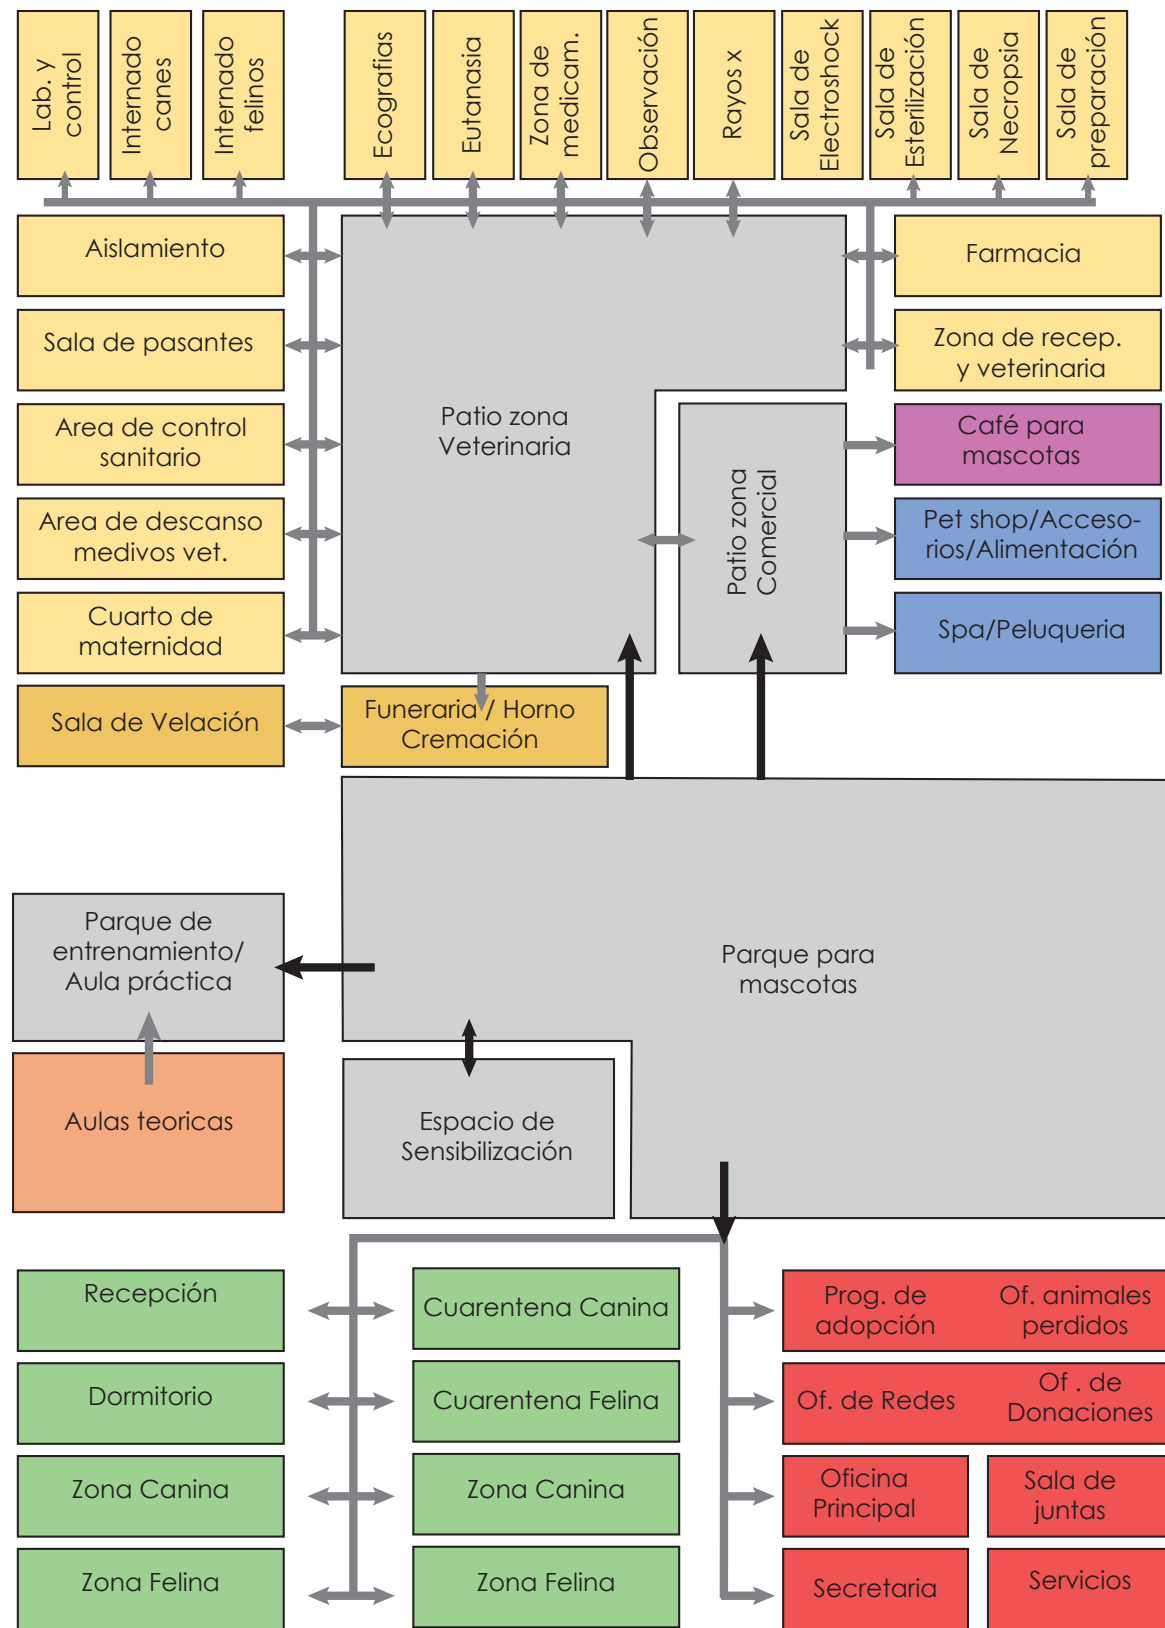 Lab. y
control
Internado
canes
Internado
felinos
Ecografias
Eutanasia
Zona de
medicam.
Observación
Rayos x
Sala de
Electroshock
Sala de
Esterilización
Sala de
Necropsia
Sala de
preparación
Aislamiento
Farmacia
Sala de pasantes
Zona de recep.
y veterinaria
Patio zona
Veterinaria
Area de control
sanitario
Café para
mascotas
Patio zona
Comercial
Area de descanso
medivos vet.
Pet shop/Acceso-
rios/Alimentación
Cuarto de
maternidad
Spa/Peluqueria
Sala de Velación
Funeraria / Horno
Cremación
Parque de
entrenamiento/
Aula práctica
Parque para
mascotas
Aulas teoricas
Espacio de
Sensibilización
Recepción
Cuarentena Canina
Prog. de
adopción
Of. animales
perdidos
Dormitorio
Cuarentena Felina
Of. de Redes
Of . de
Donaciones
Zona Canina
Zona Canina
Oficina
Principal
Sala de
juntas
Zona Felina
Zona Felina
Secretaria
Servicios